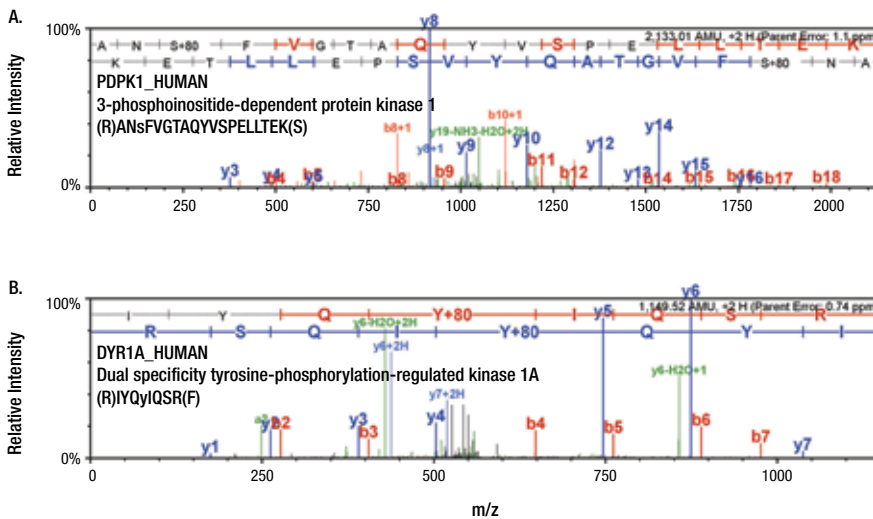 A.
Relative Intensity
100%
0%
y8
2,133.01 AMU, +2 H (Parent Error: 1.1 ppm
A N S+80 F V G T A Q Y V S P E L L T E K
K E T L L E P S V Y Q A T G V F S+80 N A
PDPK1_HUMAN
3-phosphoinositide-dependent protein kinase 1
(R)ANsFVGTAQYVSPELLTEK(S)
b8+1
y8+1
y19-NH3-H2O+2H
b10+1
y3 b4 y5 b8 b9 y9 y10 b11 b12 y12 y13 y14 b14 y15 b15 b17 b18
0 250 500 750 1000 1250 1500 1750 2000
B.
Relative Intensity
100%
0%
y6
1,149.52 AMU, +2 H (Parent Error: 0.74 ppm
I Y Q Y+80 I Q S R
R S Q I Y+80 Q Y I
y5
y6-H2O+2H
DYR1A_HUMAN
y6+2H
Dual specificity tyrosine-phosphorylation-regulated kinase 1A
(R)IYQyIQSR(F)
y6-H2O+1
y7+2H
y1 a2 b2 y3 b3 y4 b4 b5 b6 b7 y7
0 250 500 750 1000
m/z